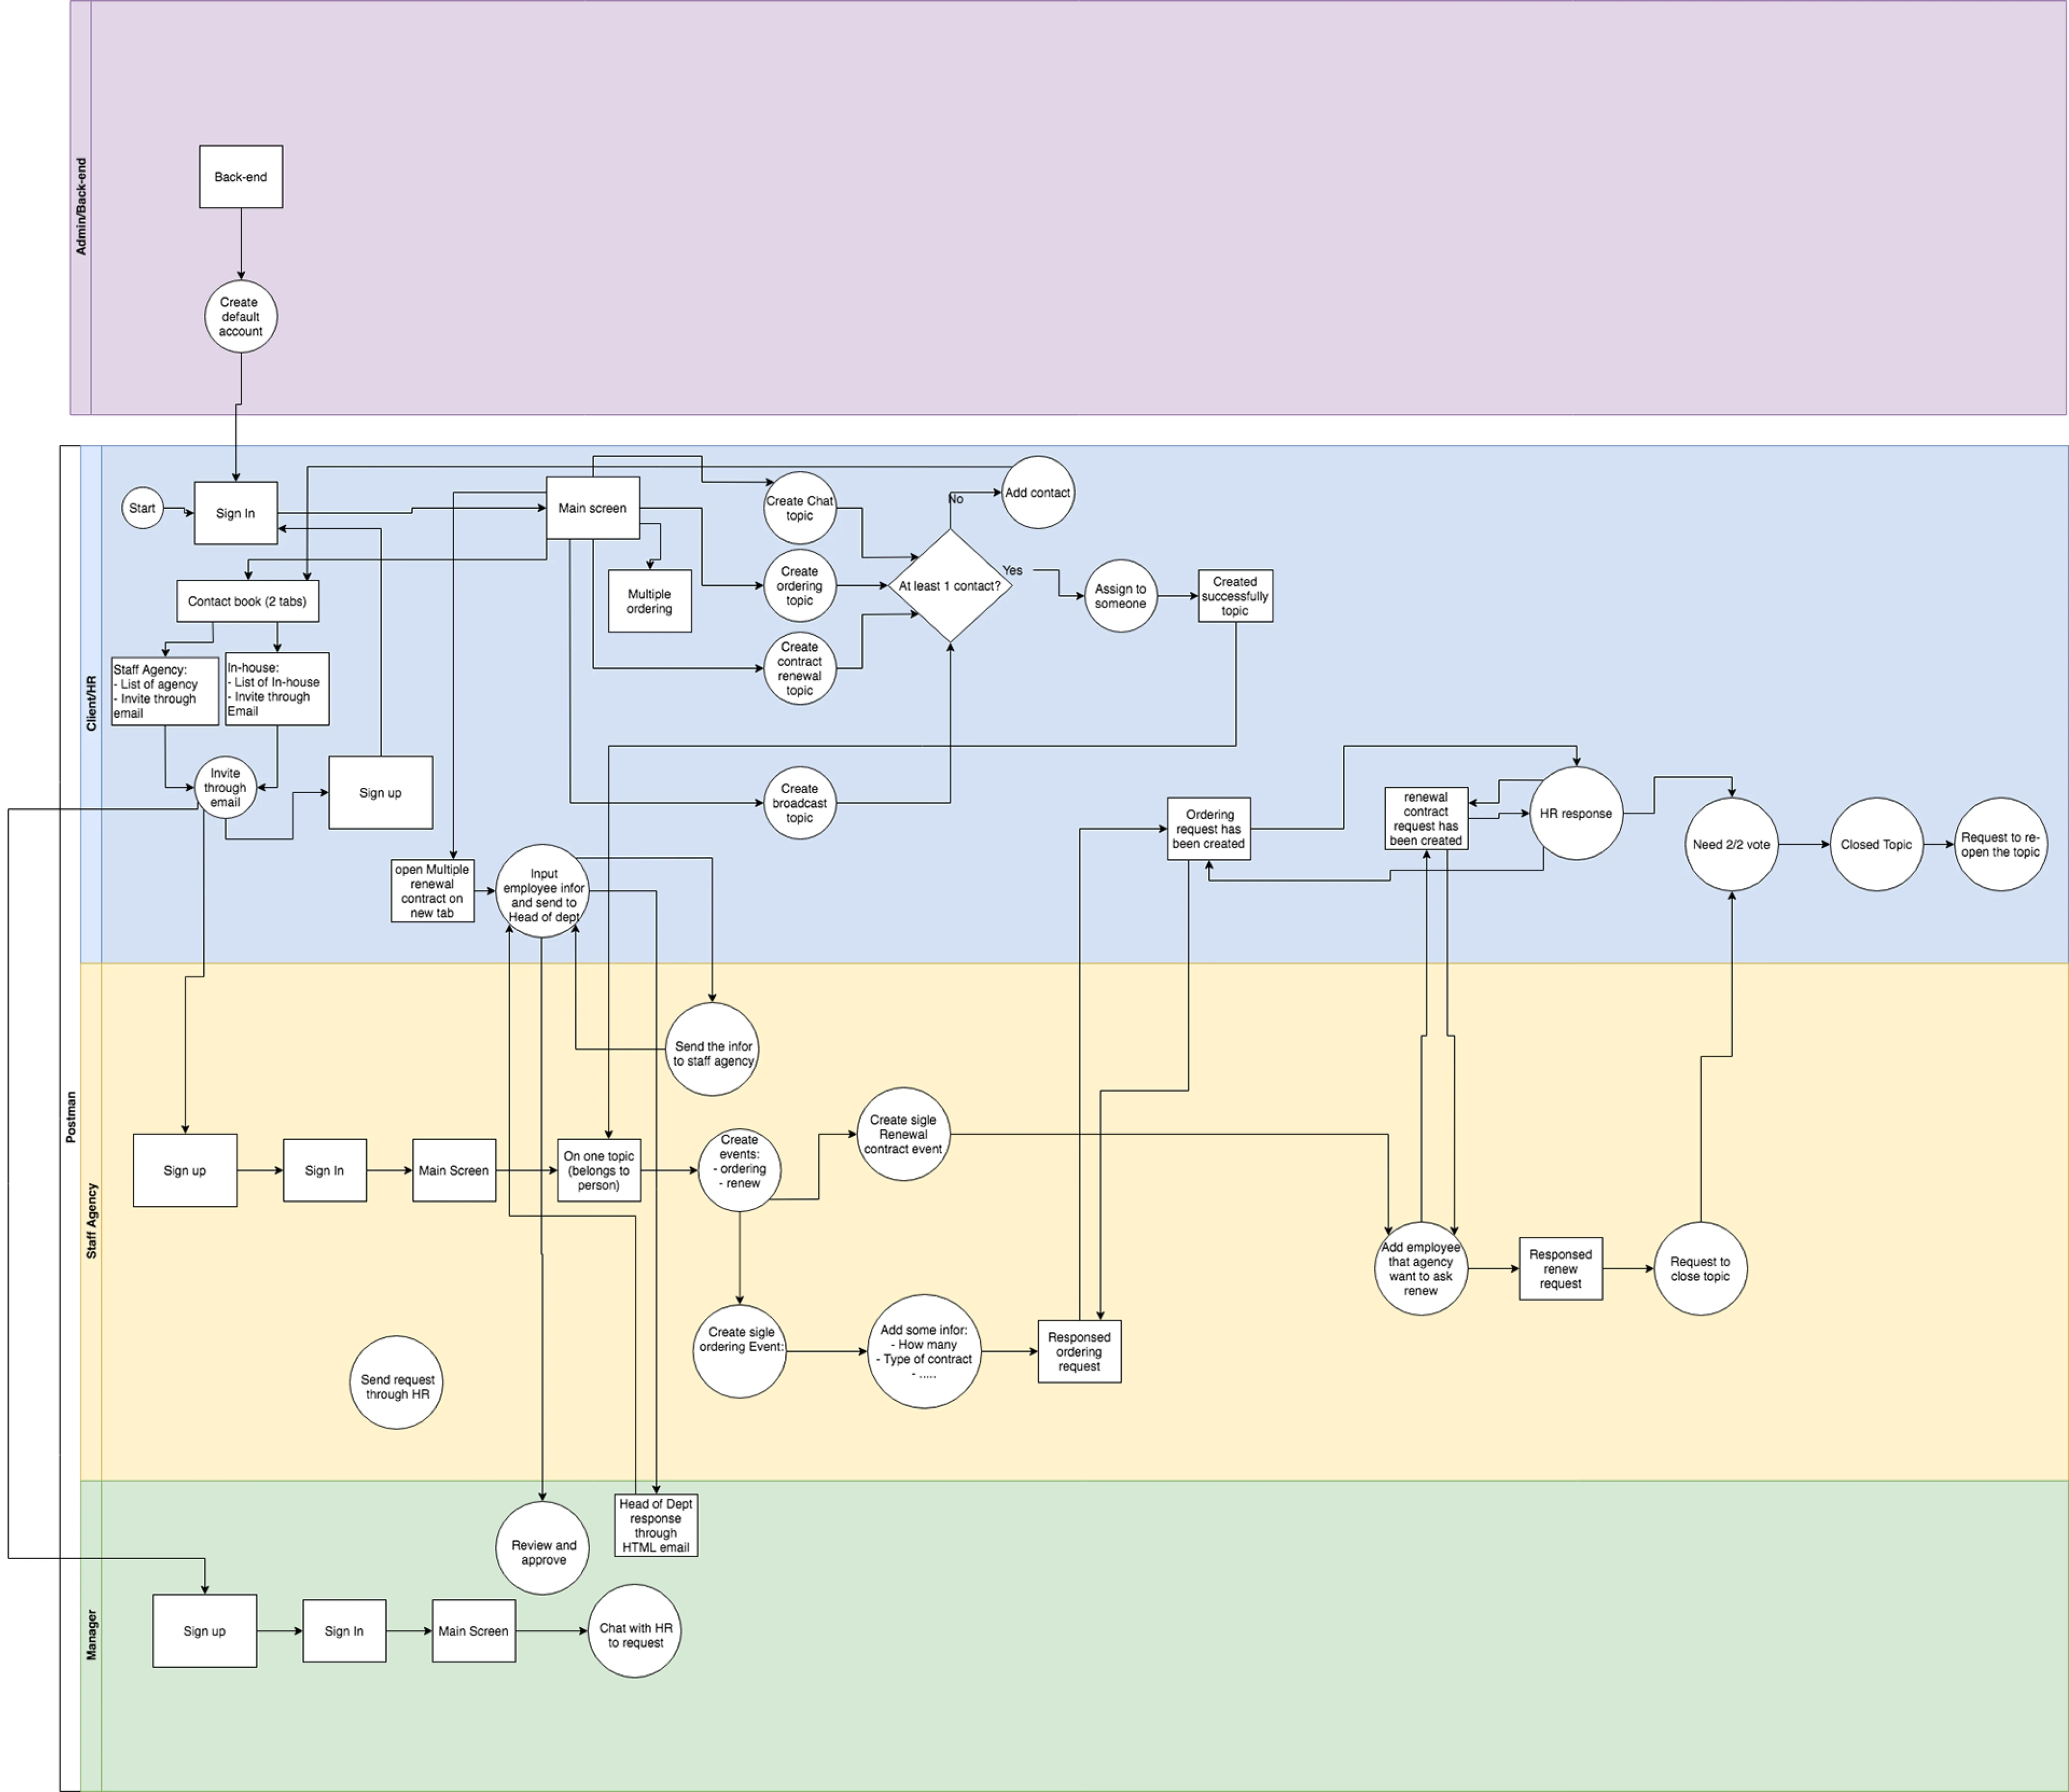 Admin/Back-end
Back-end
Create
default
account
Postman
Client/HR
Start
Sign In
Main screen
Create Chat
topic
No
Add contact
Contact book (2 tabs)
Multiple
ordering
Create
ordering
topic
At least 1 contact?
Yes
Assign to
someone
Created
successfully
topic
Staff Agency:
- List of agency
- Invite through
email
In-house:
- List of In-house
- Invite through
Email
Create
contract
renewal
topic
Invite
through
email
Sign up
Create
broadcast
topic
Ordering
request has
been created
renewal
contract
request has
been created
HR response
Need 2/2 vote
Closed Topic
Request to re-
open the topic
open Multiple
renewal
contract on
new tab
Input
employee infor
and send to
Head of dept
Staff Agency
Send the infor
to staff agency
Sign up
Sign In
Main Screen
On one topic
(belongs to
person)
Create
events:
- ordering
- renew
Create sigle
Renewal
contract event
Add employee
that agency
want to ask
renew
Responsed
renew
request
Request to
close topic
Create sigle
ordering Event:
Add some infor:
- How many
- Type of contract
- .....
Responsed
ordering
request
Send request
through HR
Manager
Review and
approve
Head of Dept
response
through
HTML email
Sign up
Sign In
Main Screen
Chat with HR
to request